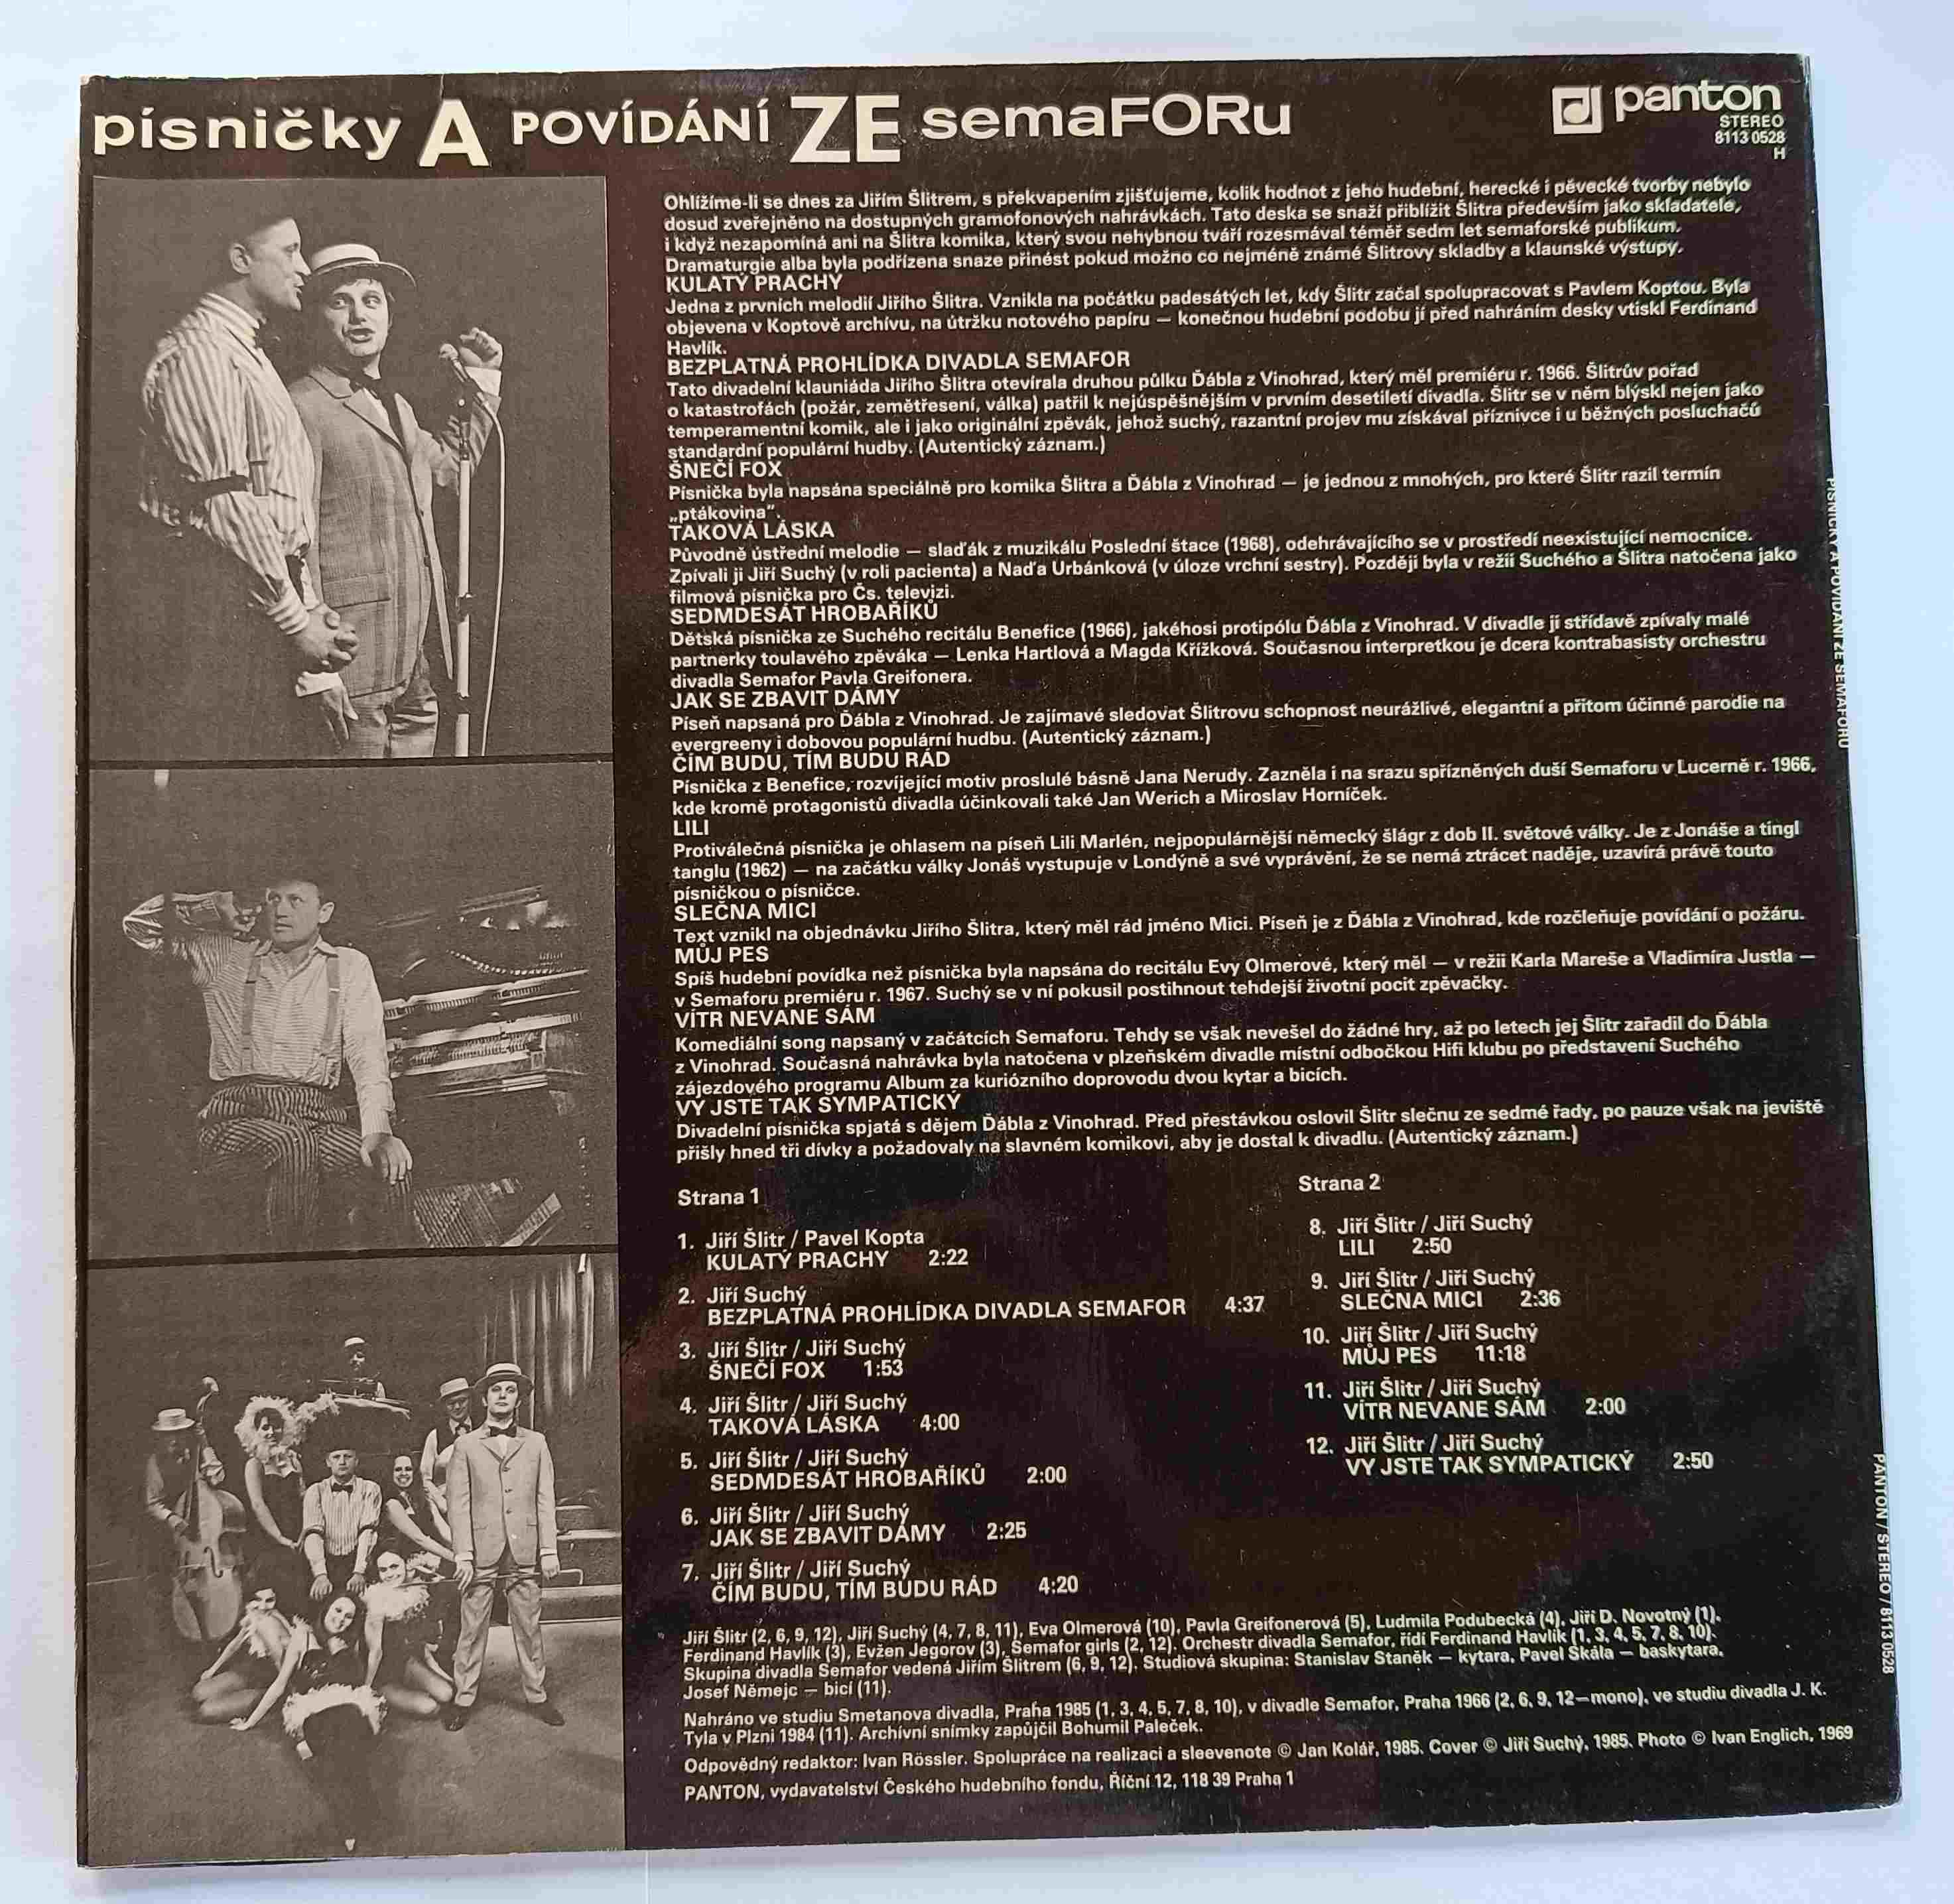 písničky A POVÍDÁNÍ ZE semaFORu
panton
STEREO
8113 0528
H
Ohlížíme-li se dnes za Jiřím Šlitrem, s překvapením zjišťujeme, kolik hodnot z jeho hudební, herecké i pěvecké tvorby nebylo
dosud zveřejněno na dostupných gramofonových nahrávkách. Tato deska se snaží přiblížit Šlitra především jako skladatele,
i když nezapomíná ani na Šlitra komika, který svou nehybnou tváří rozesmával téměř sedm let semaforské publikum.
Dramaturgie alba byla podřízena snaze přinést pokud možno co nejméně známé Šlitrovy skladby a klaunské výstupy.
KULATÝ PRACHY
Jedna z prvních melodií Jiřího Šlitra. Vznikla na počátku padesátých let, kdy Šlitr začal spolupracovat s Pavlem Koptou. Byla
objevena v Koptově archívu, na útržku notového papíru — konečnou hudební podobu jí před nahráním desky vtiskl Ferdinand
Havlík.
BEZPLATNÁ PROHLÍDKA DIVADLA SEMAFOR
Tato divadelní klauniáda Jiřího Šlitra otevírala druhou půlku Ďábla z Vinohrad, který měl premiéru r. 1966. Šlitrův pořad
o katastrofách (požár, zemětřesení, válka) patřil k nejúspěšnějším v prvním desetiletí divadla. Šlitr se v něm blýskl nejen jako
temperamentní komik, ale i jako originální zpěvák, jehož suchý, razantní projev mu získával příznivce i u běžných posluchačů
standardní populární hudby. (Autentický záznam.)
ŠNEČÍ FOX
Písnička byla napsána speciálně pro komika Šlitra a Ďábla z Vinohrad — je jednou z mnohých, pro které Šlitr razil termín
„ptákovina".
TAKOVÁ LÁSKA
Původně ústřední melodie — slaďák z muzikálu Poslední štace (1968), odehrávajícího se v prostředí neexistující nemocnice.
Zpívali ji Jiří Suchý (v roli pacienta) a Naďa Urbánková (v úloze vrchní sestry). Později byla v režii Suchého a Šlitra natočena jako
filmová písnička pro Čs. televizi.
SEDMDESÁT HROBAŘÍKŮ
Dětská písnička ze Suchého recitálu Benefice (1966), jakéhosi protipólu Ďábla z Vinohrad. V divadle ji střídavě zpívaly malé
partnerky toulavého zpěváka — Lenka Hartlová a Magda Křížková. Současnou interpretkou je dcera kontrabasisty orchestru
divadla Semafor Pavla Greifonera.
JAK SE ZBAVIT DÁMY
Píseň napsaná pro Ďábla z Vinohrad. Je zajímavé sledovat Šlitrovu schopnost neurážlivé, elegantní a přitom účinné parodie na
evergreeny i dobovou populární hudbu. (Autentický záznam.)
ČÍM BUDU, TÍM BUDU RÁD
Písnička z Benefice, rozvíjející motiv proslulé básně Jana Nerudy. Zazněla i na srazu spřízněných duší Semaforu v Lucerně r. 1966,
kde kromě protagonistů divadla účinkovali také Jan Werich a Miroslav Horníček.
LILI
Protiválečná písnička je ohlasem na píseň Lili Marlén, nejpopulárnější německý šlágr z dob II. světové války. Je z Jonáše a tingl
tanglu (1962) — na začátku války Jonáš vystupuje v Londýně a své vyprávění, že se nemá ztrácet naděje, uzavírá právě touto
písničkou o písničce.
SLEČNA MICI
Text vznikl na objednávku Jiřího Šlitra, který měl rád jméno Mici. Píseň je z Ďábla z Vinohrad, kde rozčleňuje povídání o požáru.
MŮJ PES
Spíš hudební povídka než písnička byla napsána do recitálu Evy Olmerové, který měl — v režii Karla Mareše a Vladimíra Justla —
v Semaforu premiéru r. 1967. Suchý se v ní pokusil postihnout tehdejší životní pocit zpěvačky.
VÍTR NEVANE SÁM
Komediální song napsaný v začátcích Semaforu. Tehdy se však nevešel do žádné hry, až po letech jej Šlitr zařadil do Ďábla
z Vinohrad. Současná nahrávka byla natočena v plzeňském divadle místní odbočkou Hifi klubu po představení Suchého
zájezdového programu Album za kuriózního doprovodu dvou kytar a bicích.
VY JSTE TAK SYMPATICKÝ
Divadelní písnička spjatá s dějem Ďábla z Vinohrad. Před přestávkou oslovil Šlitr slečnu ze sedmé řady, po pauze však na jeviště
přišly hned tři dívky a požadovaly na slavném komikovi, aby je dostal k divadlu. (Autentický záznam.)
Strana 1
1. Jiří Šlitr / Pavel Kopta
KULATÝ PRACHY 2:22
2. Jiří Suchý
BEZPLATNÁ PROHLÍDKA DIVADLA SEMAFOR 4:37
3. Jiří Šlitr / Jiří Suchý
ŠNEČÍ FOX 1:53
4. Jiří Šlitr / Jiří Suchý
TAKOVÁ LÁSKA 4:00
5. Jiří Šlitr / Jiří Suchý
SEDMDESÁT HROBAŘÍKŮ 2:00
6. Jiří Šlitr / Jiří Suchý
JAK SE ZBAVIT DÁMY 2:25
7. Jiří Šlitr / Jiří Suchý
ČÍM BUDU, TÍM BUDU RÁD 4:20
Strana 2
8. Jiří Šlitr / Jiří Suchý
LILI 2:50
9. Jiří Šlitr / Jiří Suchý
SLEČNA MICI 2:36
10. Jiří Šlitr / Jiří Suchý
MŮJ PES 11:18
11. Jiří Šlitr / Jiří Suchý
VÍTR NEVANE SÁM 2:00
12. Jiří Šlitr / Jiří Suchý
VY JSTE TAK SYMPATICKÝ 2:50
Jiří Šlitr (2, 6, 9, 12), Jiří Suchý (4, 7, 8, 11), Eva Olmerová (10), Pavla Greifonerová (5), Ludmila Podubecká (4), Jiří D. Novotný (1),
Ferdinand Havlík (3), Evžen Jegorov (3), Semafor girls (2, 12). Orchestr divadla Semafor, řídí Ferdinand Havlík (1, 3, 4, 5, 7, 8, 10).
Skupina divadla Semafor vedená Jiřím Šlitrem (6, 9, 12). Studiová skupina: Stanislav Staněk — kytara, Pavel Škála — baskytara,
Josef Němejc — bicí (11).
Nahráno ve studiu Smetanova divadla, Praha 1985 (1, 3, 4, 5, 7, 8, 10), v divadle Semafor, Praha 1966 (2, 6, 9, 12—mono), ve studiu divadla J. K.
Tyla v Plzni 1984 (11). Archívní snímky zapůjčil Bohumil Paleček.
Odpovědný redaktor: Ivan Rössler. Spolupráce na realizaci a sleevenote © Jan Kolář, 1985. Cover © Jiří Suchý, 1985. Photo © Ivan Englich, 1969
PANTON, vydavatelství Českého hudebního fondu, Říční 12, 118 39 Praha 1
PÍSNIČKY A POVÍDÁNÍ ZE SEMAFORU
PANTON / STEREO / 8113 0528